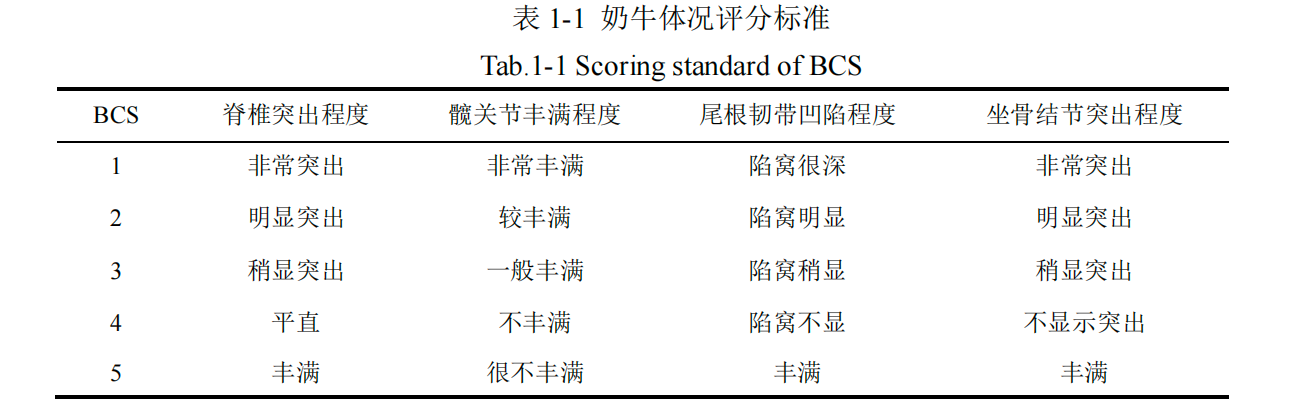 表 1-1 奶牛体况评分标准
Tab.1-1 Scoring standard of BCS
BCS 脊椎突出程度 髋关节丰满程度 尾根韧带凹陷程度 坐骨结节突出程度
1 非常突出 非常丰满 陷窝很深 非常突出
2 明显突出 较丰满 陷窝明显 明显突出
3 稍显突出 一般丰满 陷窝稍显 稍显突出
4 平直 不丰满 陷窝不显 不显示突出
5 丰满 很不丰满 丰满 丰满